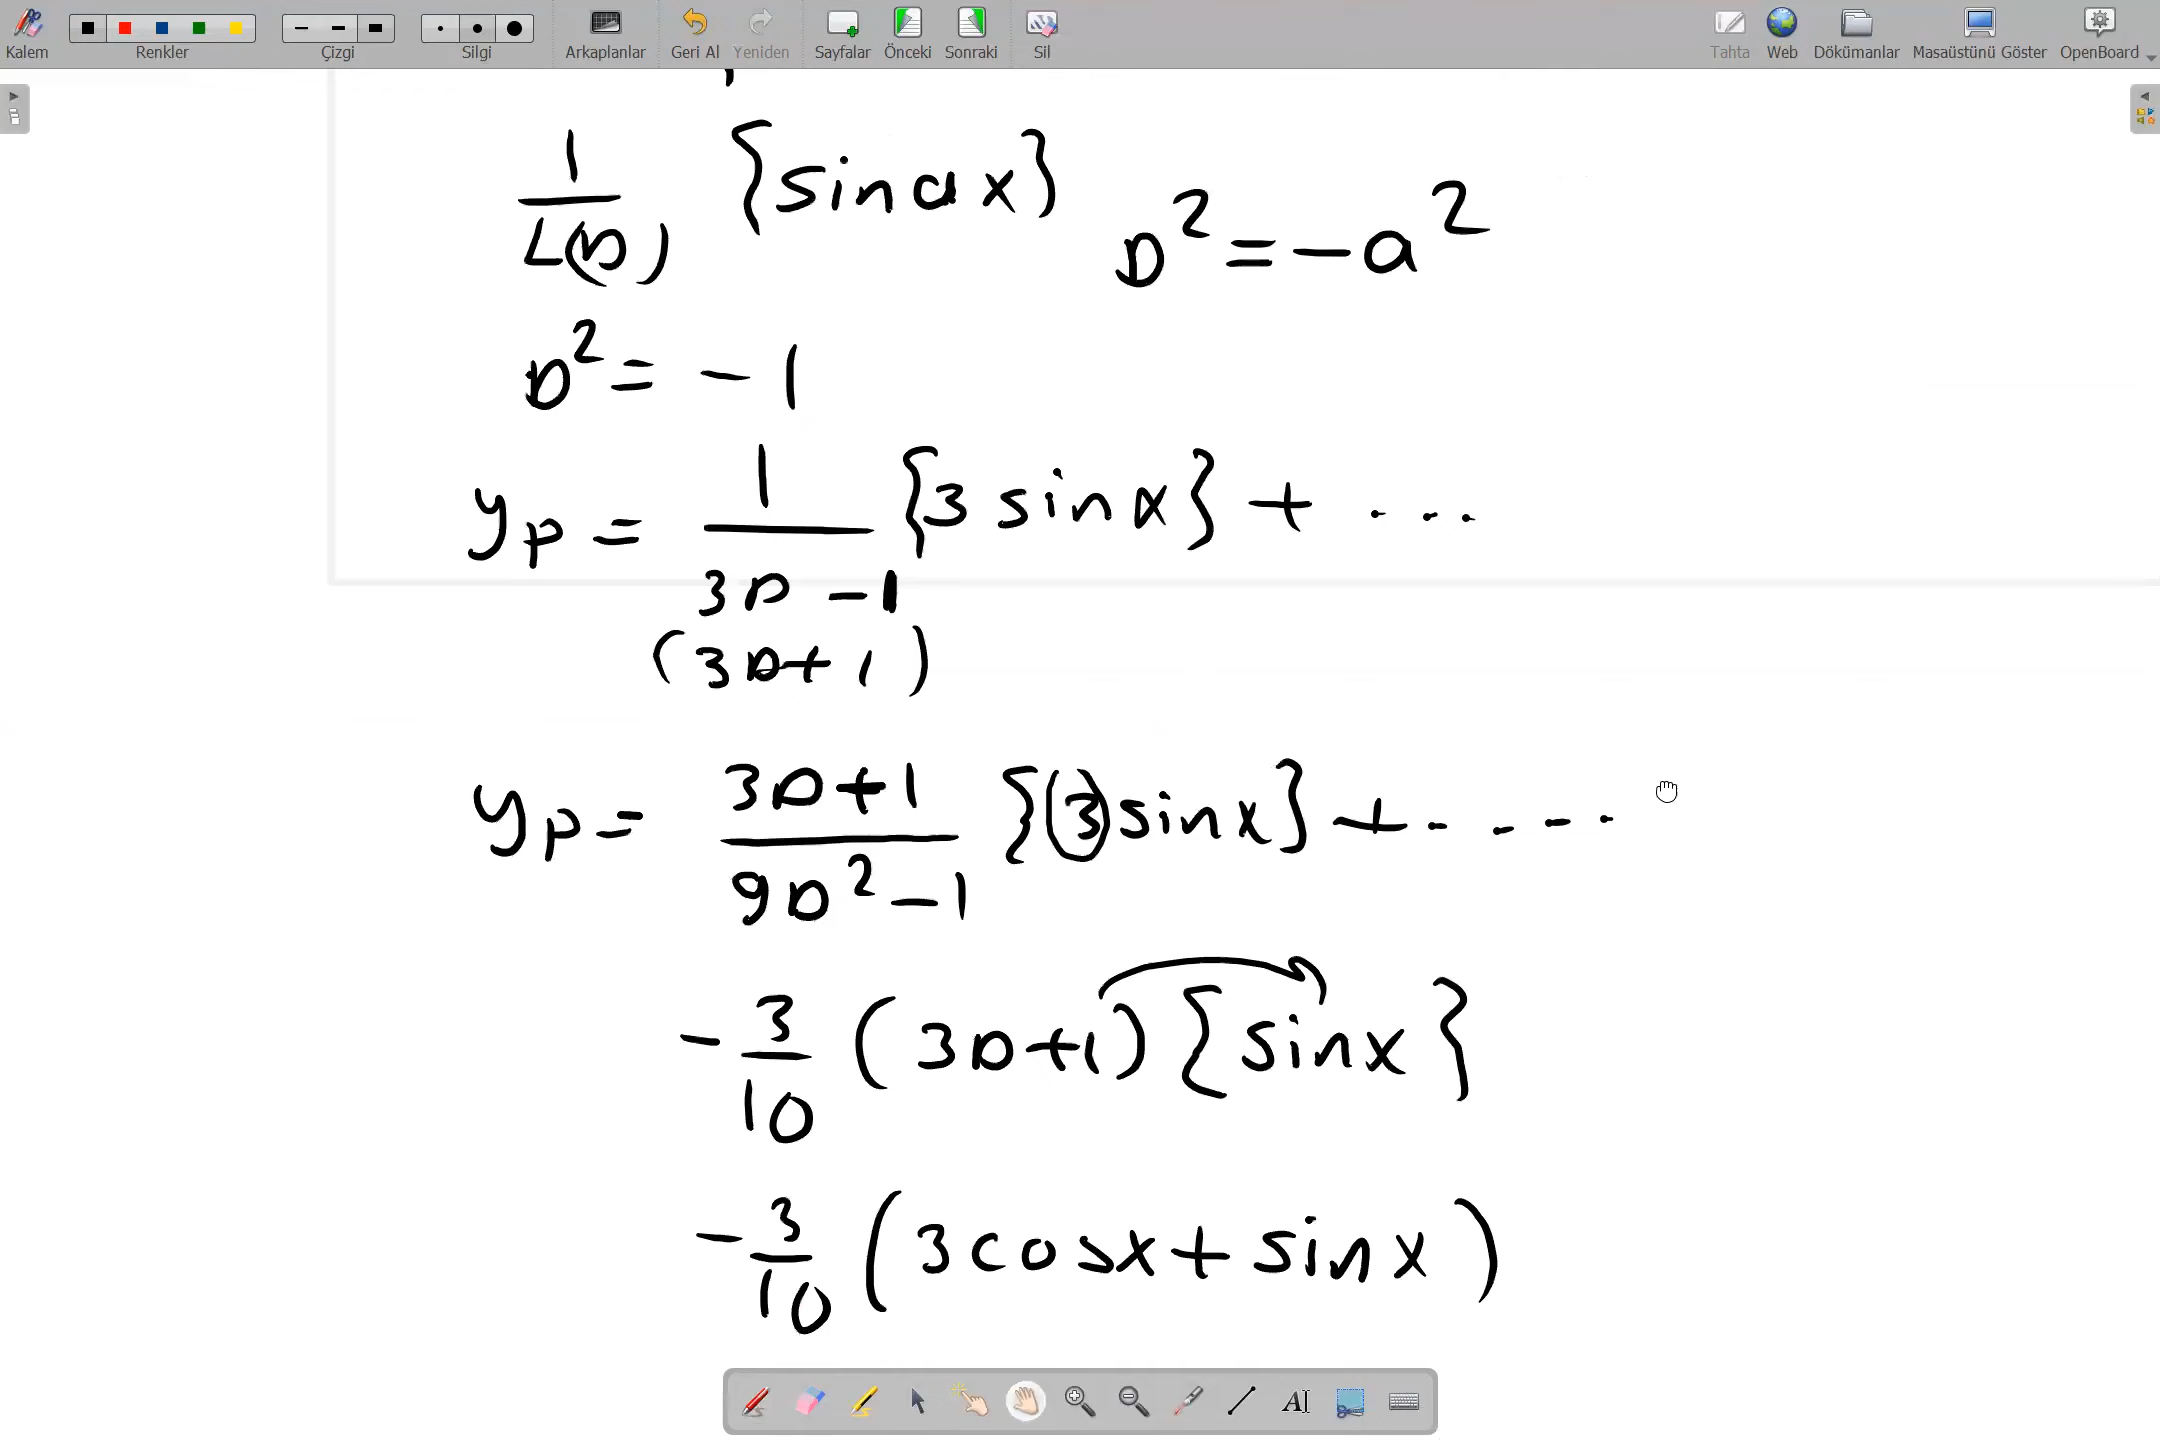 Kalem Renkler Çizgi Silgi Arkaplanlar Geri Al Yeniden Sayfalar Önceki Sonraki Sil Tahta Web Dökümanlar Masaüstünü Göster OpenBoard
1/L(D) {sin ax} D² = -a²
D² = -1
yp = 1/(3D - 1) {3 sin x} + ...
(3D + 1)
yp = (3D + 1)/(9D² - 1) {(3) sin x} + ....
- 3/10 (3D + 1) {sin x}
- 3/10 (3 cos x + sin x)
AI